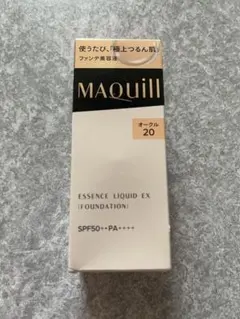 使うたび、「極上つるん肌」
ファンデ美容液
MAQuill
オークル
20
ESSENCE LIQUID EX
(FOUNDATION)
SPF50+・PA++++